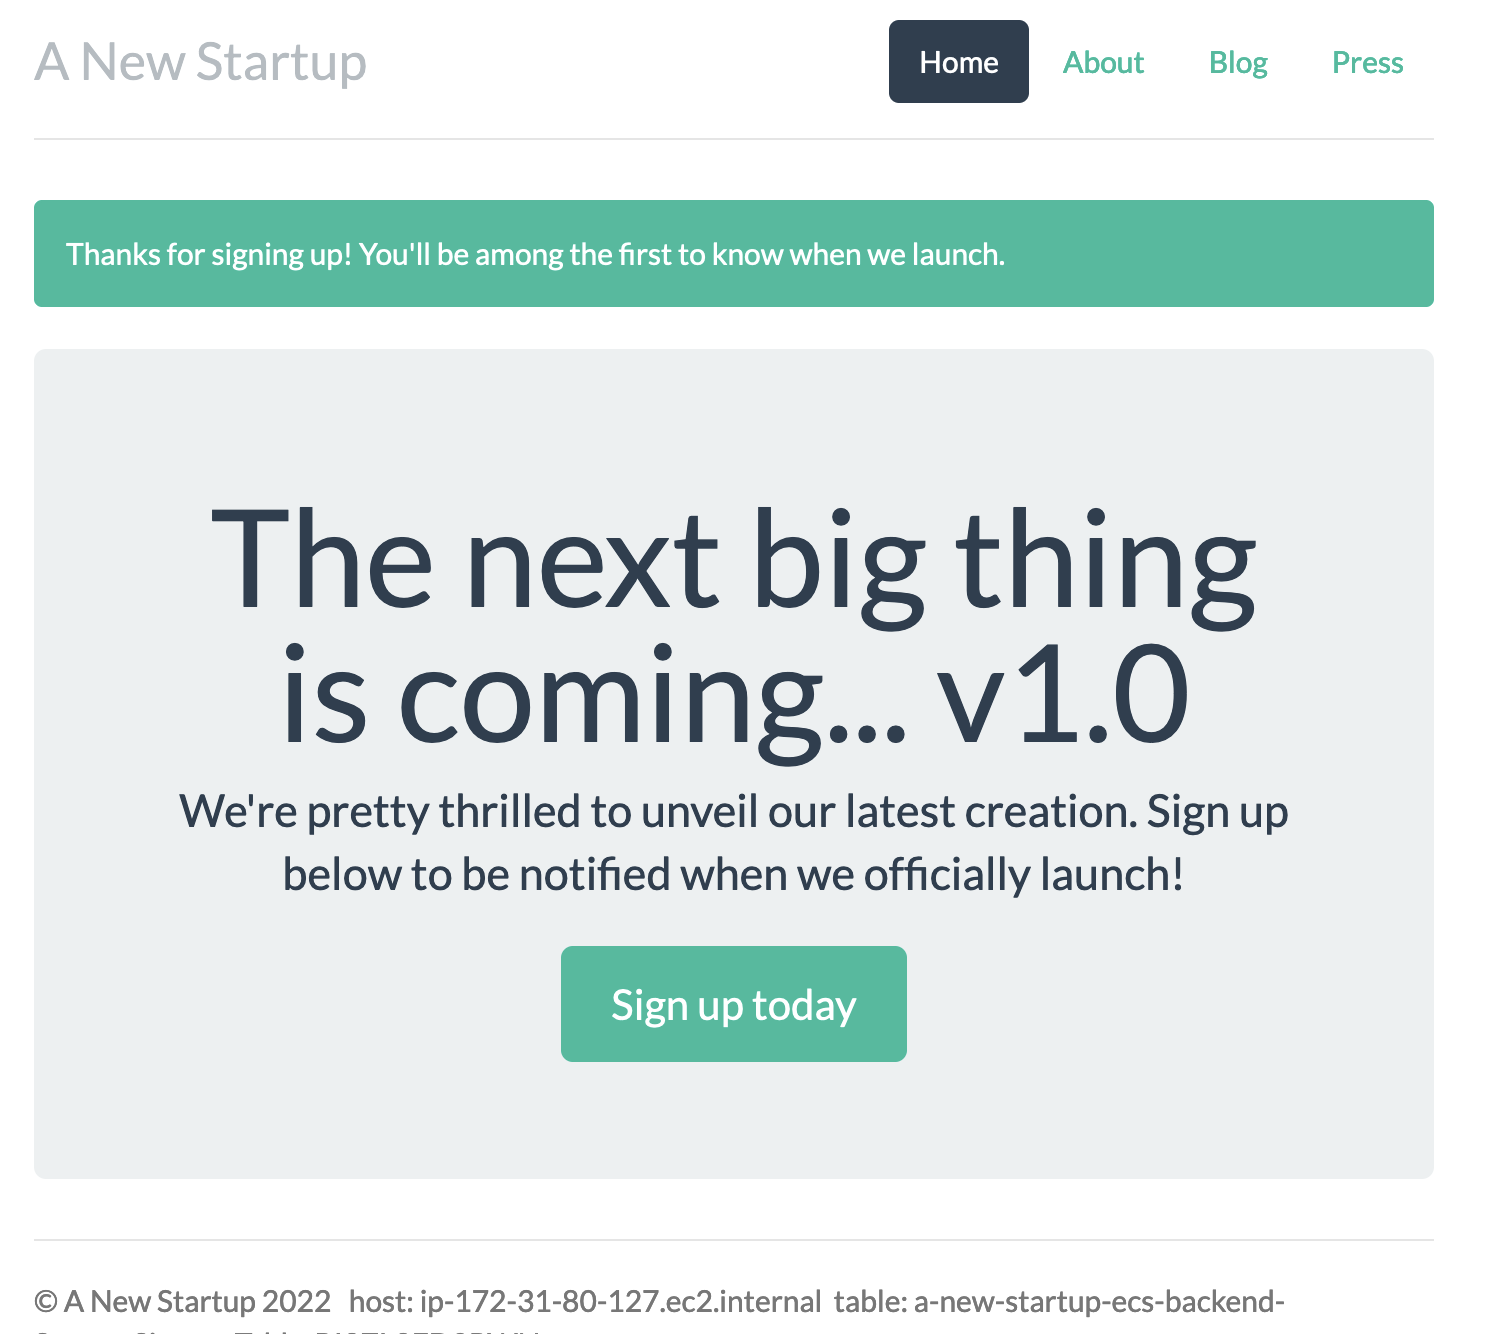 A New Startup
Home About Blog Press
Thanks for signing up! You'll be among the first to know when we launch.
The next big thing
is coming... v1.0
We're pretty thrilled to unveil our latest creation. Sign up
below to be notified when we officially launch!
Sign up today
© A New Startup 2022 host: ip-172-31-80-127.ec2.internal table: a-new-startup-ecs-backend-